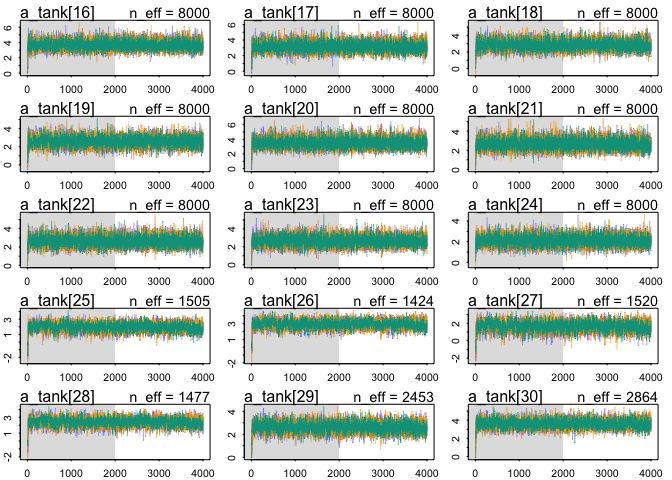 a_tank[16] n_eff = 8000 a_tank[17] n_eff = 8000 a_tank[18] n_eff = 8000
0 2 4 6 0 2 4 6 0 2 4
0 1000 2000 3000 4000 0 1000 2000 3000 4000 0 1000 2000 3000 4000
a_tank[19] n_eff = 8000 a_tank[20] n_eff = 8000 a_tank[21] n_eff = 8000
0 2 4 0 2 4 6 0 2 4
0 1000 2000 3000 4000 0 1000 2000 3000 4000 0 1000 2000 3000 4000
a_tank[22] n_eff = 8000 a_tank[23] n_eff = 8000 a_tank[24] n_eff = 8000
0 2 4 0 2 4 0 2 4
0 1000 2000 3000 4000 0 1000 2000 3000 4000 0 1000 2000 3000 4000
a_tank[25] n_eff = 1505 a_tank[26] n_eff = 1424 a_tank[27] n_eff = 1520
-2 1 3 -2 1 3 -2 0 2
0 1000 2000 3000 4000 0 1000 2000 3000 4000 0 1000 2000 3000 4000
a_tank[28] n_eff = 1477 a_tank[29] n_eff = 2453 a_tank[30] n_eff = 2864
-2 1 3 0 2 4 0 2 4
0 1000 2000 3000 4000 0 1000 2000 3000 4000 0 1000 2000 3000 4000